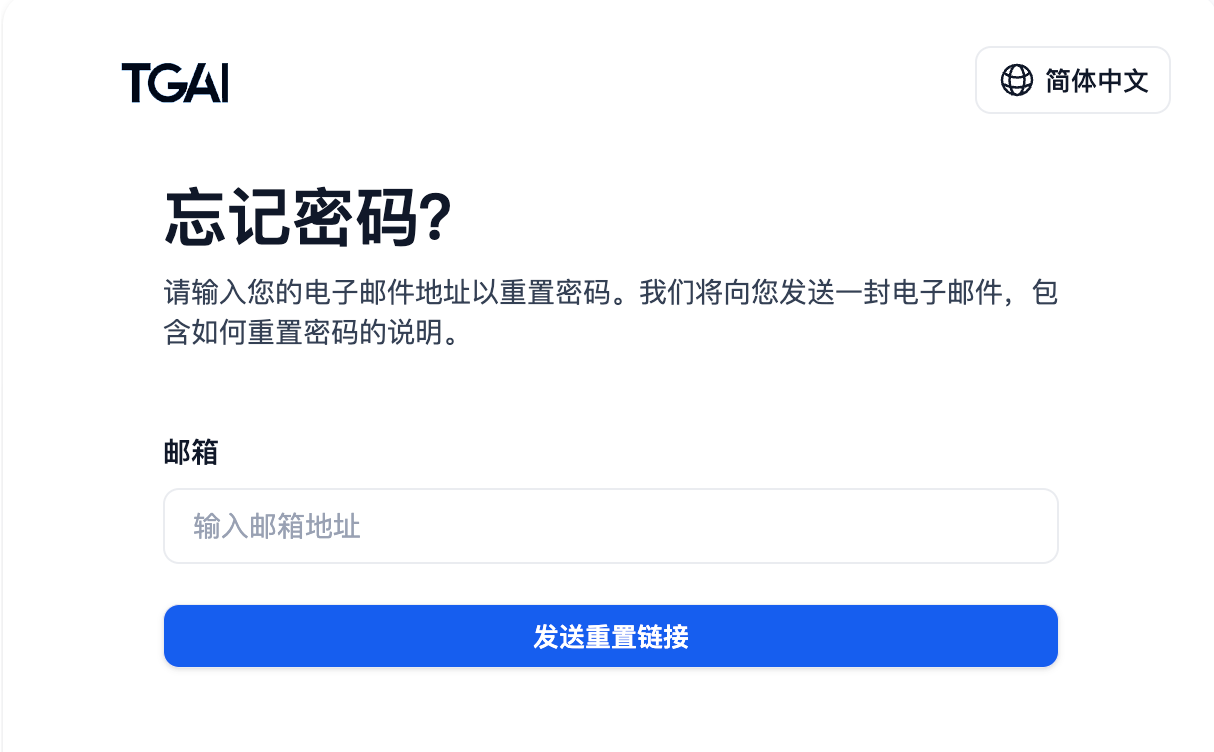 TGAI
简体中文
忘记密码?
请输入您的电子邮件地址以重置密码。我们将向您发送一封电子邮件，包
含如何重置密码的说明。
邮箱
输入邮箱地址
发送重置链接